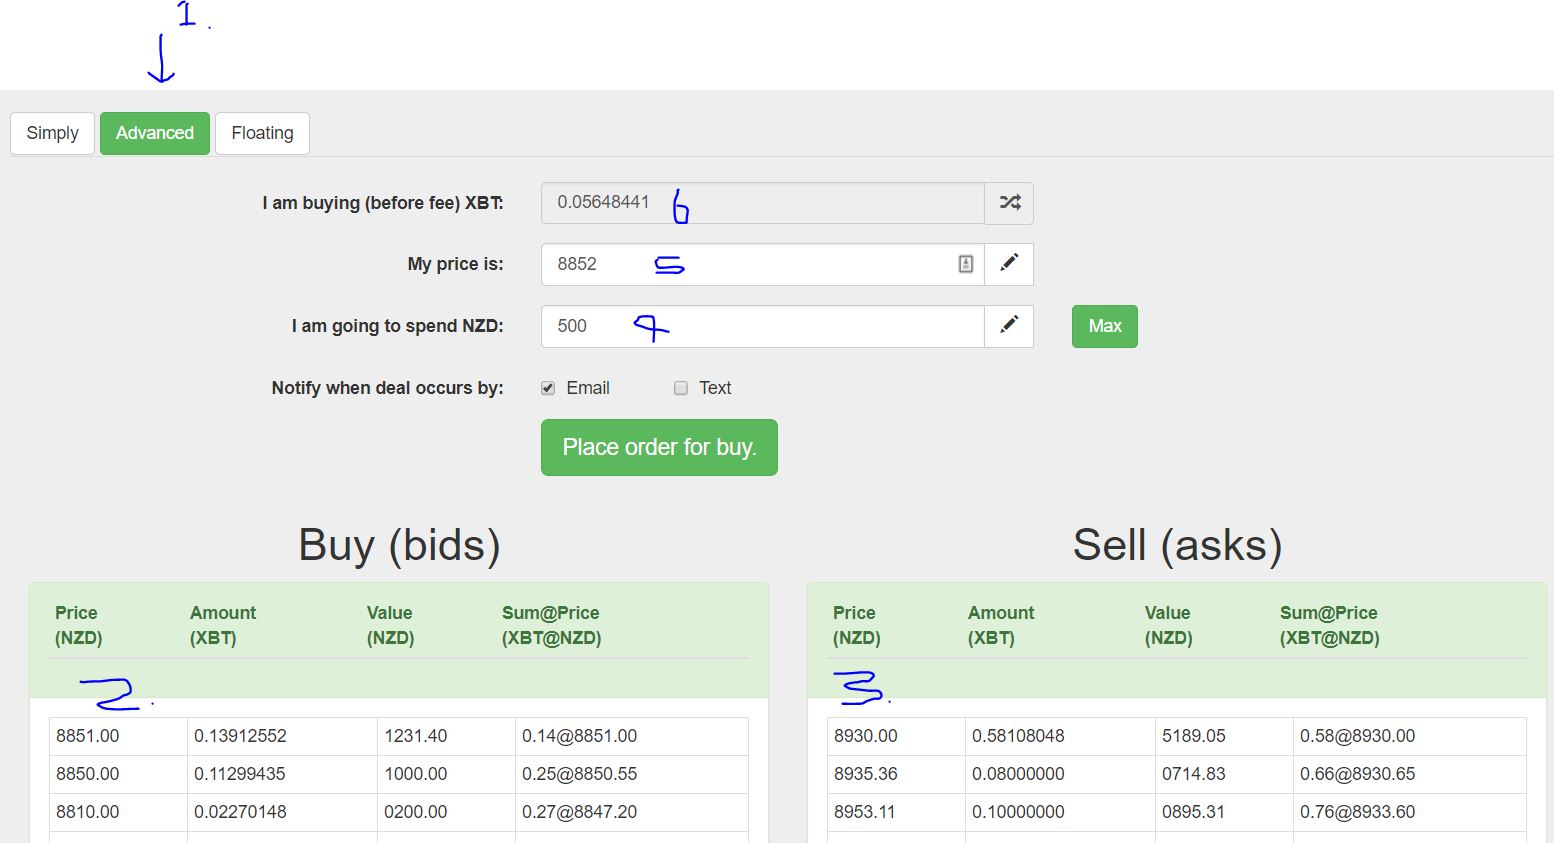 1.
Simply Advanced Floating
I am buying (before fee) XBT: 0.05648441 6
My price is: 8852 5
I am going to spend NZD: 500 4 Max
Notify when deal occurs by: Email Text
Place order for buy.
Buy (bids) Sell (asks)
Price Amount Value Sum@Price Price Amount Value Sum@Price
(NZD) (XBT) (NZD) (XBT@NZD) (NZD) (XBT) (NZD) (XBT@NZD)
2. 3.
8851.00 0.13912552 1231.40 0.14@8851.00 8930.00 0.58108048 5189.05 0.58@8930.00
8850.00 0.11299435 1000.00 0.25@8850.55 8935.36 0.08000000 0714.83 0.66@8930.65
8810.00 0.02270148 0200.00 0.27@8847.20 8953.11 0.10000000 0895.31 0.76@8933.60